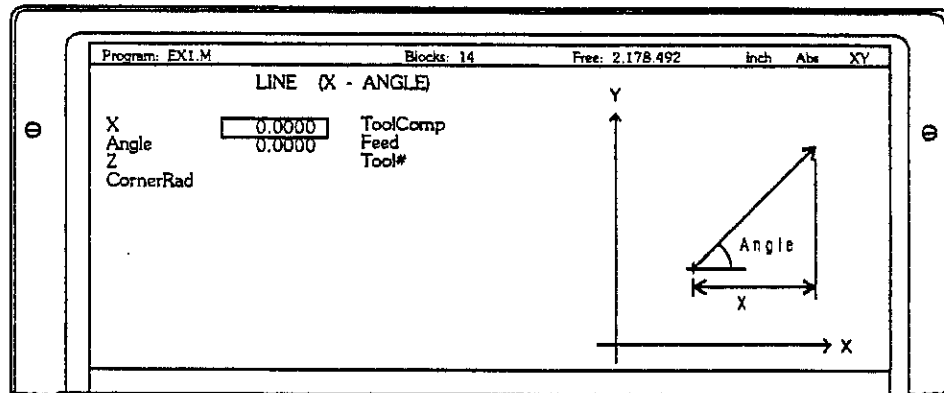 Program: EX1.M Blocks: 14 Free: 2,178,492 inch Abs XY
LINE (X - ANGLE)
X 0.0000 ToolComp
Angle 0.0000 Feed
Z Tool#
CornerRad
Y
Angle
X
X